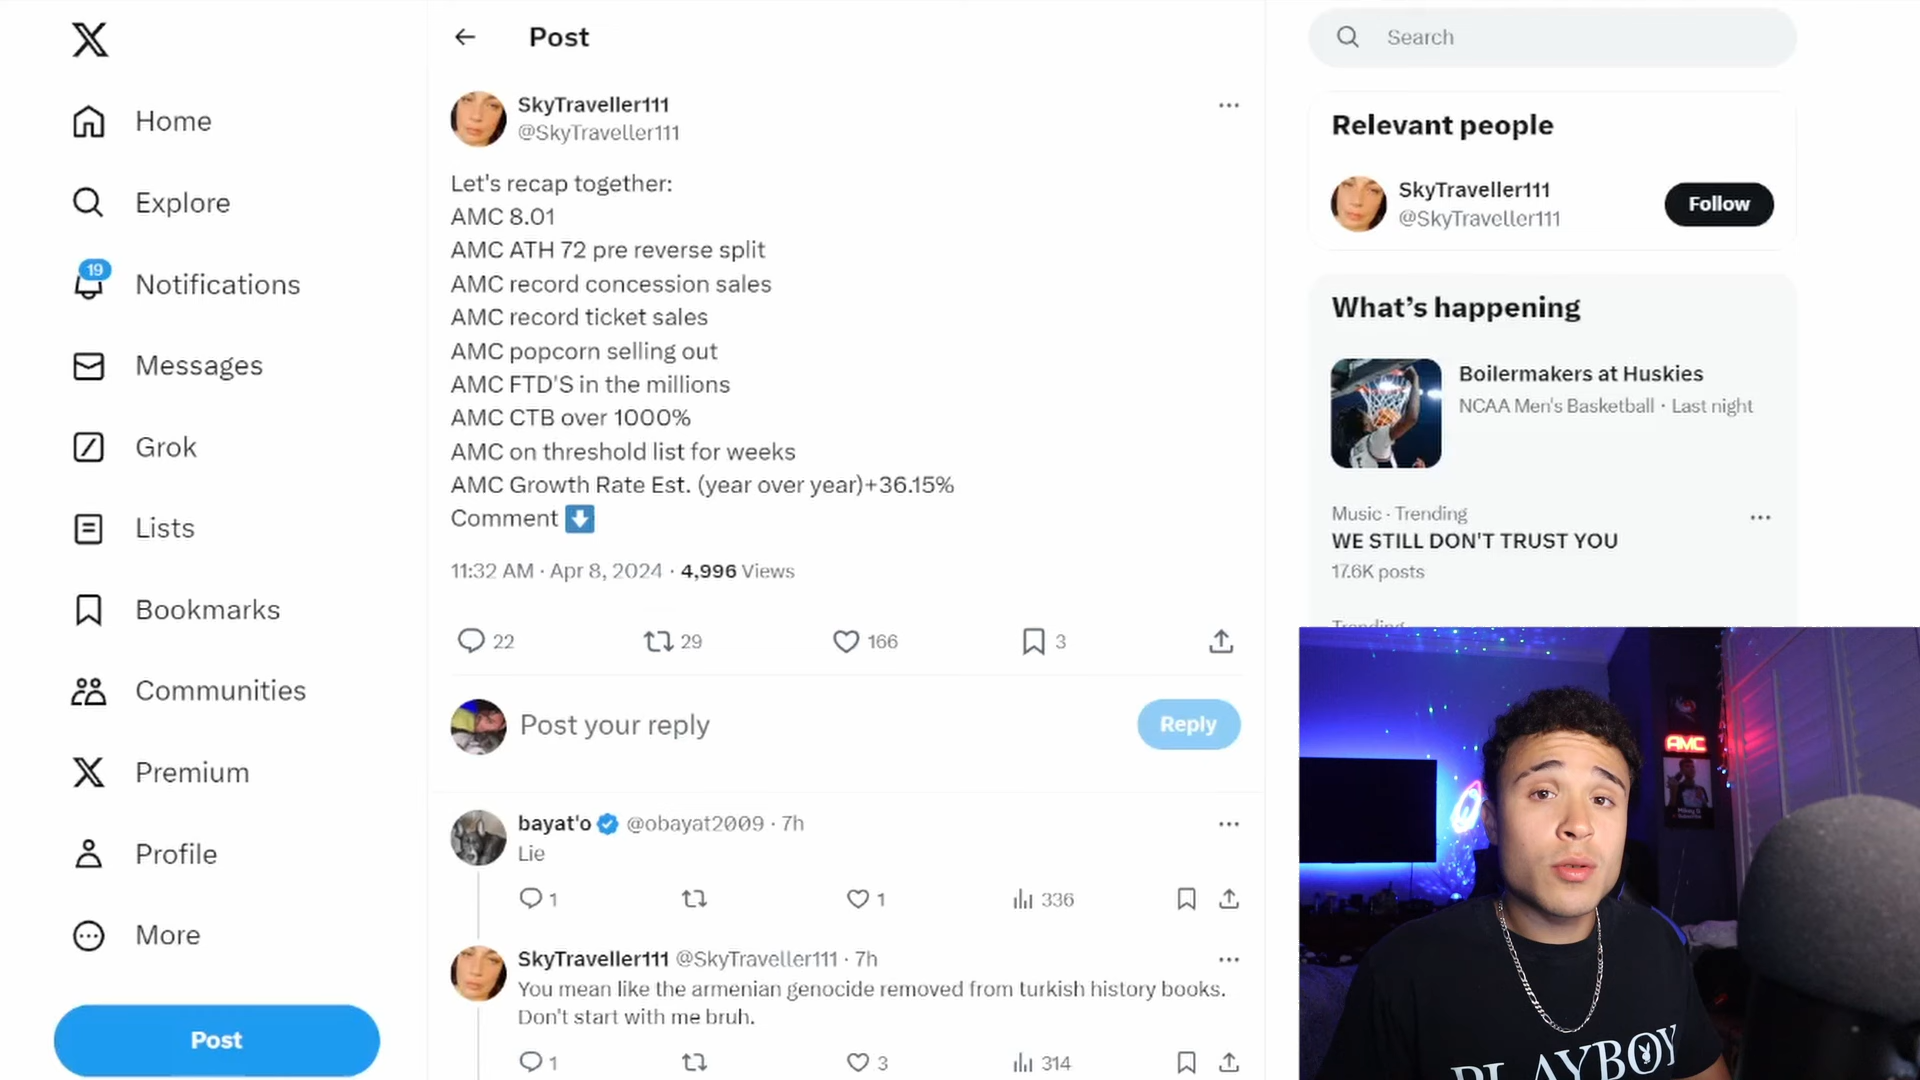 Home
Explore
19
Notifications
Messages
Grok
Lists
Bookmarks
Communities
Premium
Profile
More
Post
Post
SkyTraveller111
@SkyTraveller111
Let's recap together:
AMC 8.01
AMC ATH 72 pre reverse split
AMC record concession sales
AMC record ticket sales
AMC popcorn selling out
AMC FTD'S in the millions
AMC CTB over 1000%
AMC on threshold list for weeks
AMC Growth Rate Est. (year over year)+36.15%
Comment
11:32 AM · Apr 8, 2024 · 4,996 Views
22 29 166 3
Post your reply
Reply
bayat'o @obayat2009 · 7h
Lie
1 1 336
SkyTraveller111 @SkyTraveller111 · 7h
You mean like the armenian genocide removed from turkish history books.
Don't start with me bruh.
1 3 314
Search
Relevant people
SkyTraveller111
@SkyTraveller111
Follow
What's happening
Boilermakers at Huskies
NCAA Men's Basketball · Last night
Music · Trending
WE STILL DON'T TRUST YOU
17.6K posts
Trending
AMC
PLAYBOY